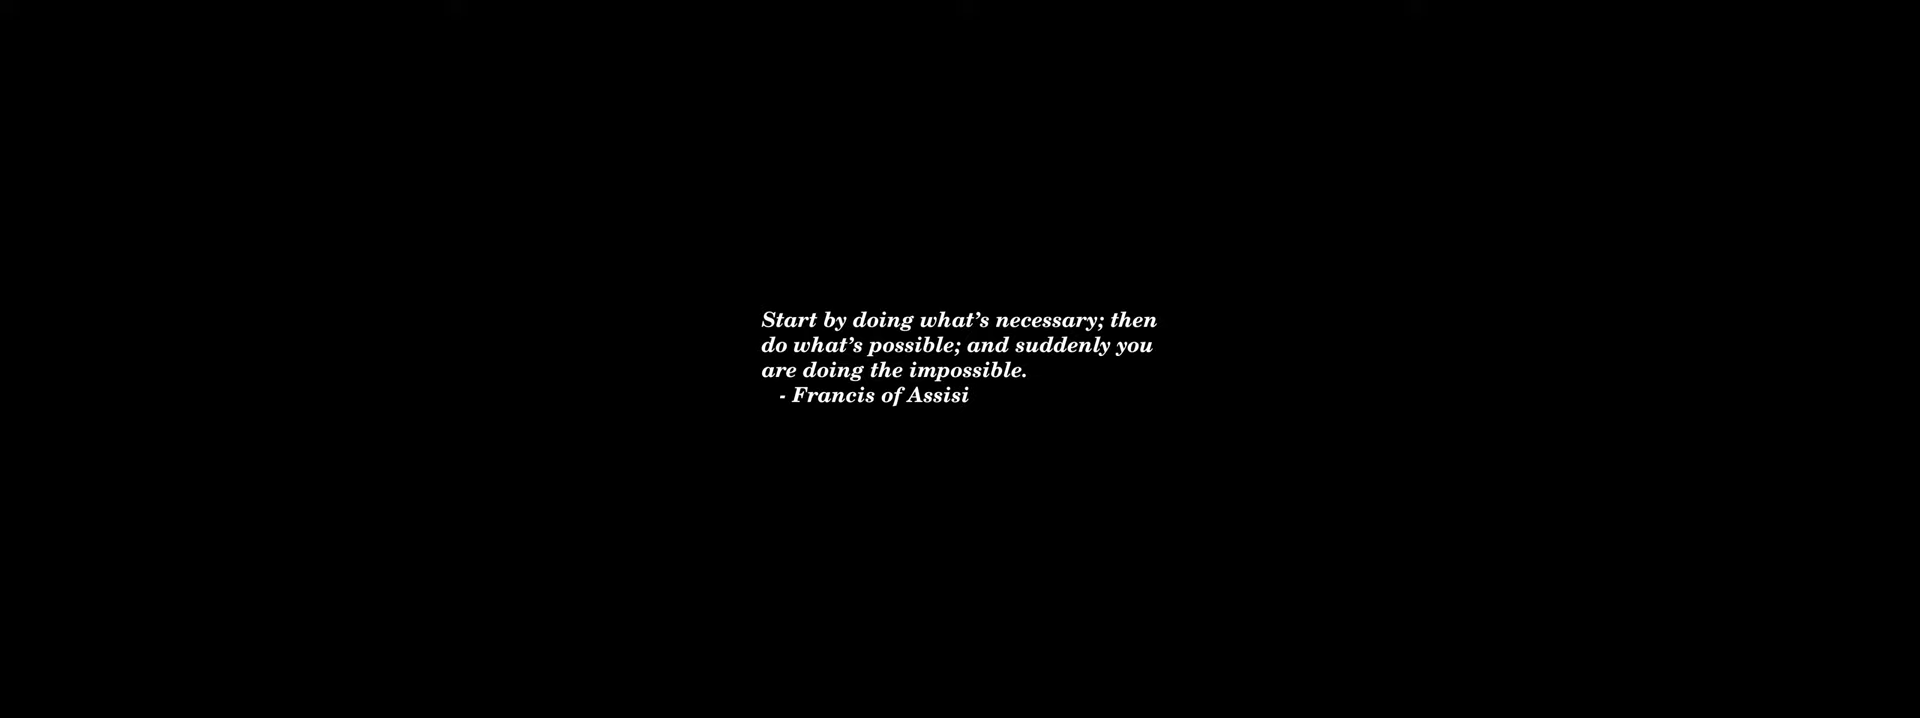 Start by doing what’s necessary; then
do what’s possible; and suddenly you
are doing the impossible.
- Francis of Assisi